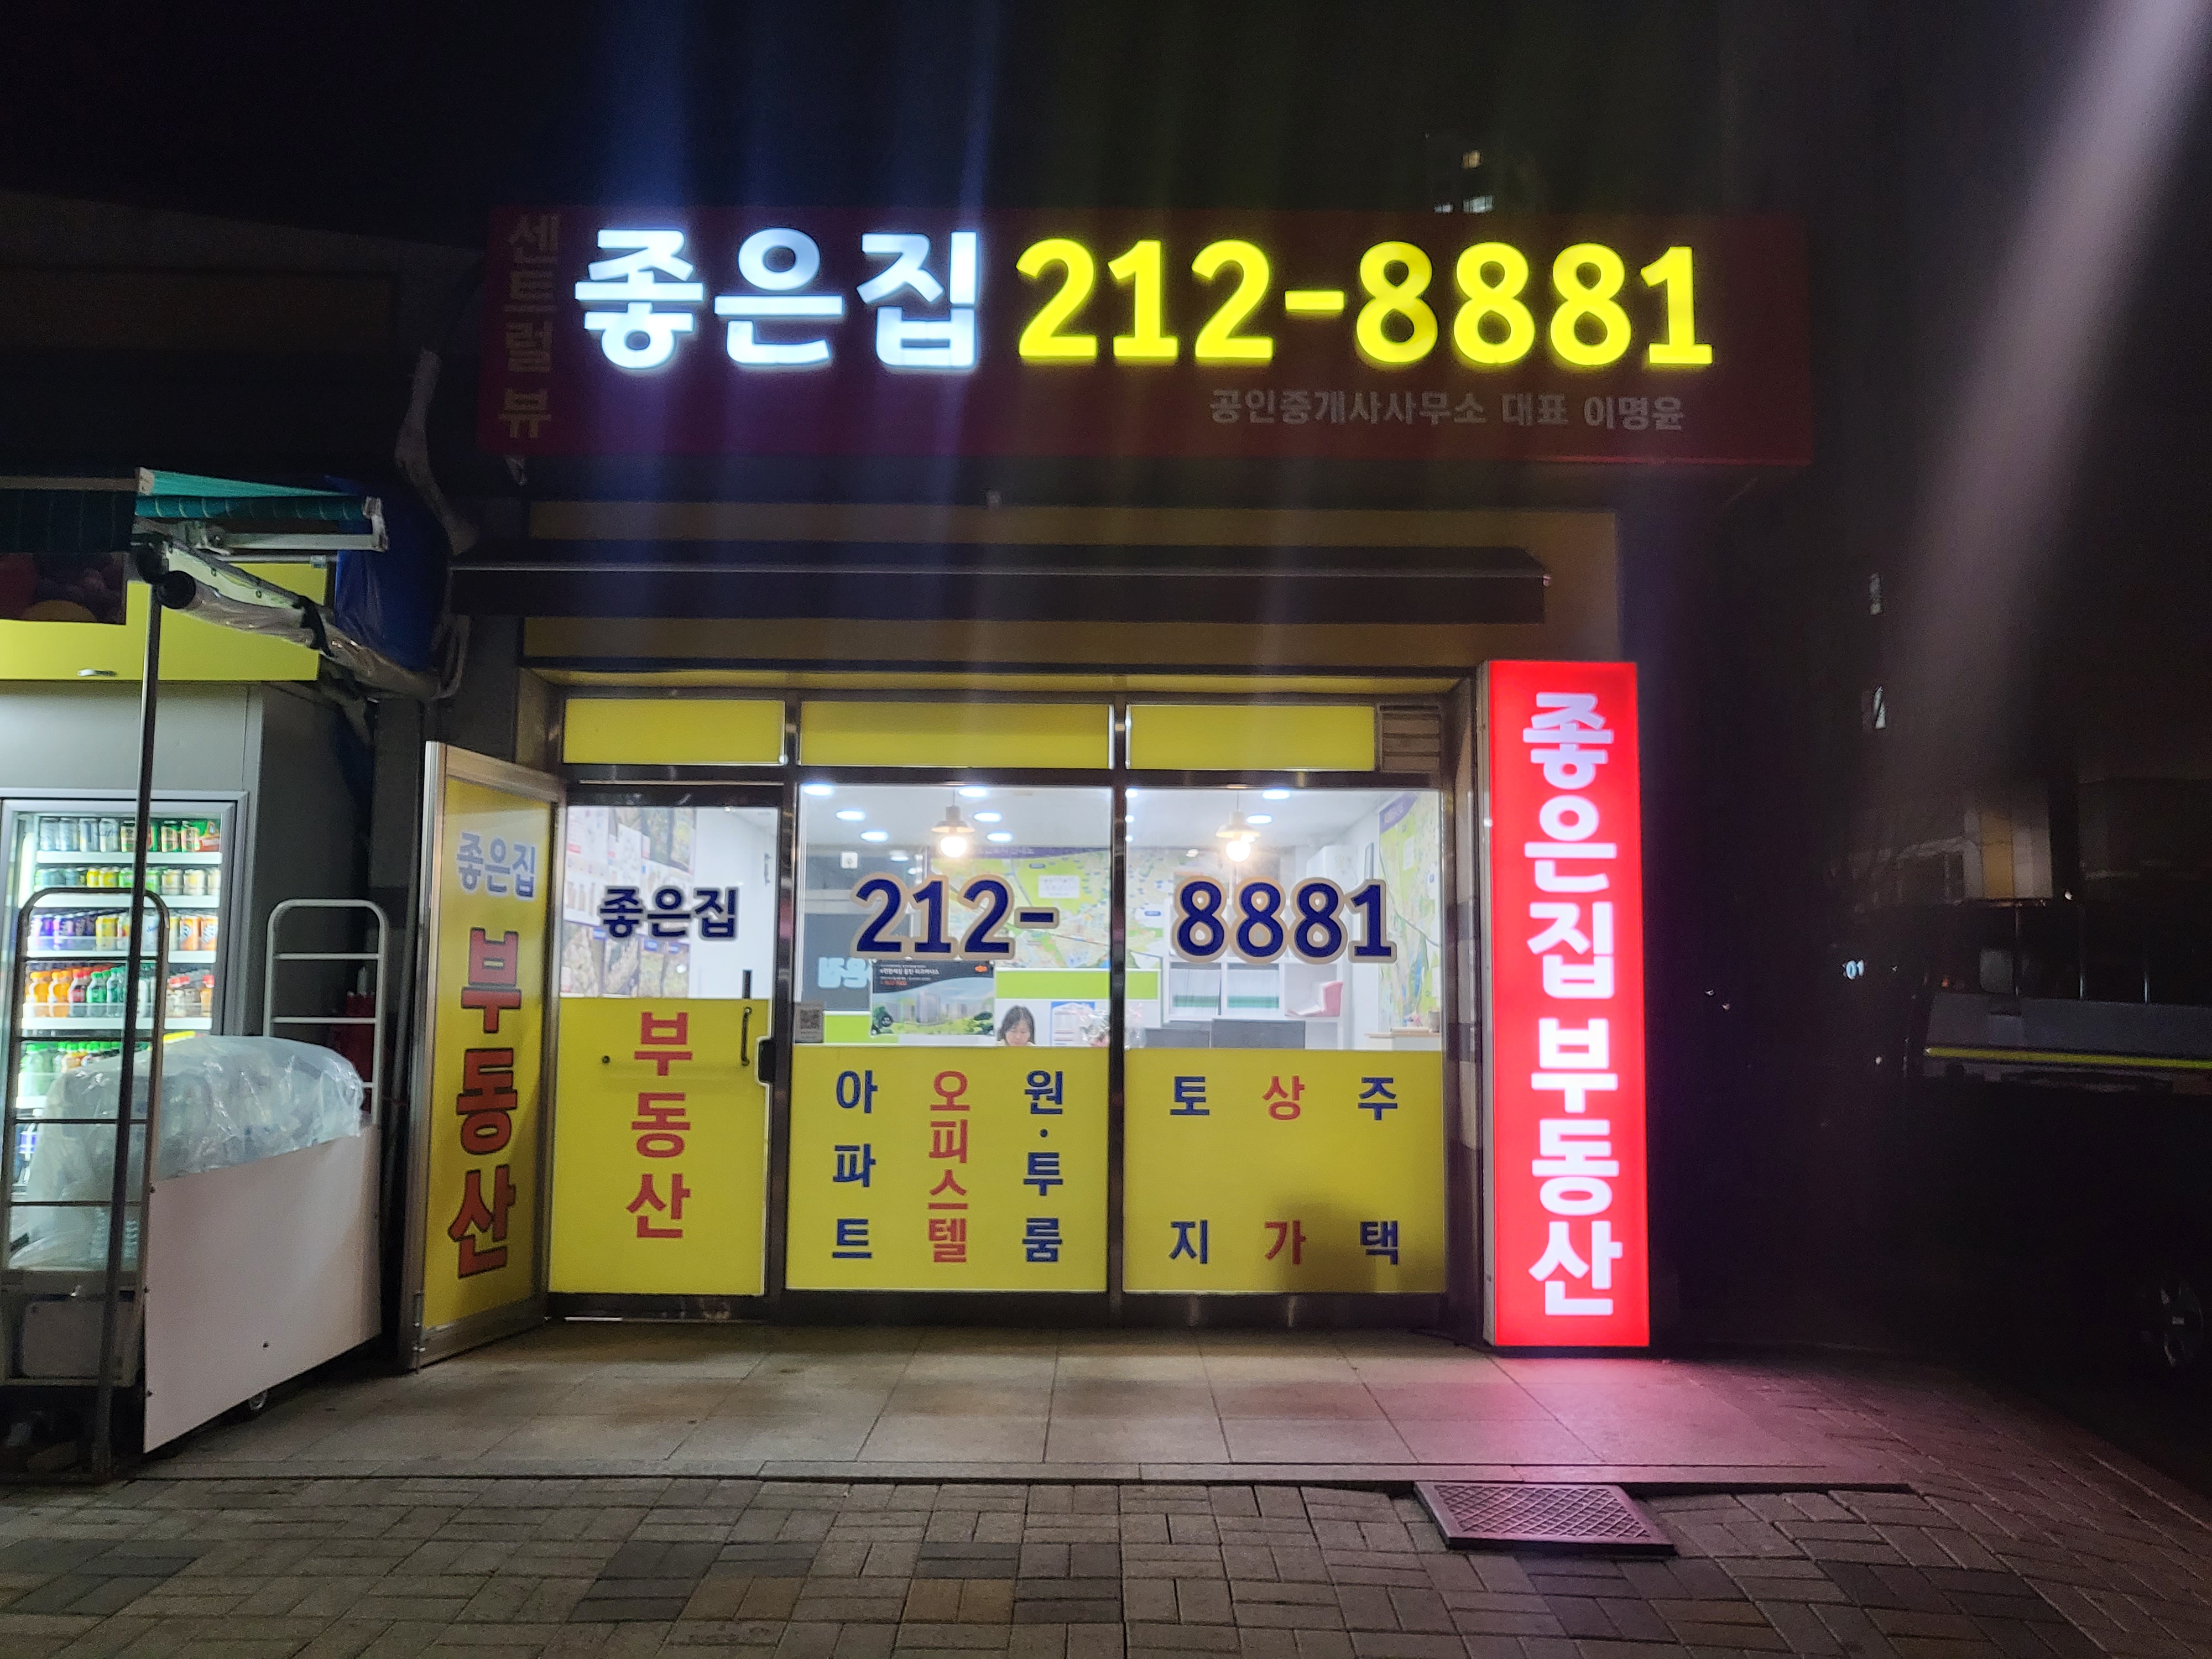 센트럴뷰
좋은집 212-8881
공인중개사사무소 대표 이명윤
좋은집 부동산
좋은집
부동산
212-
8881
아파트
오피스텔
원·투룸
토지
상가
주택
좋은집 부동산